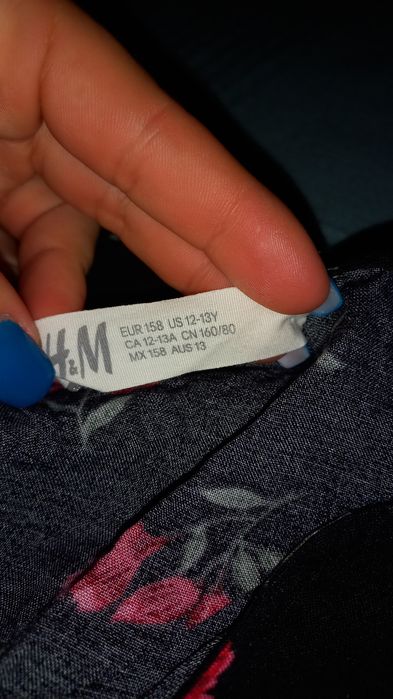 H&M
EUR 158 US 12-13Y
CA 12-13A CN 160/80
MX 158 AUS 13